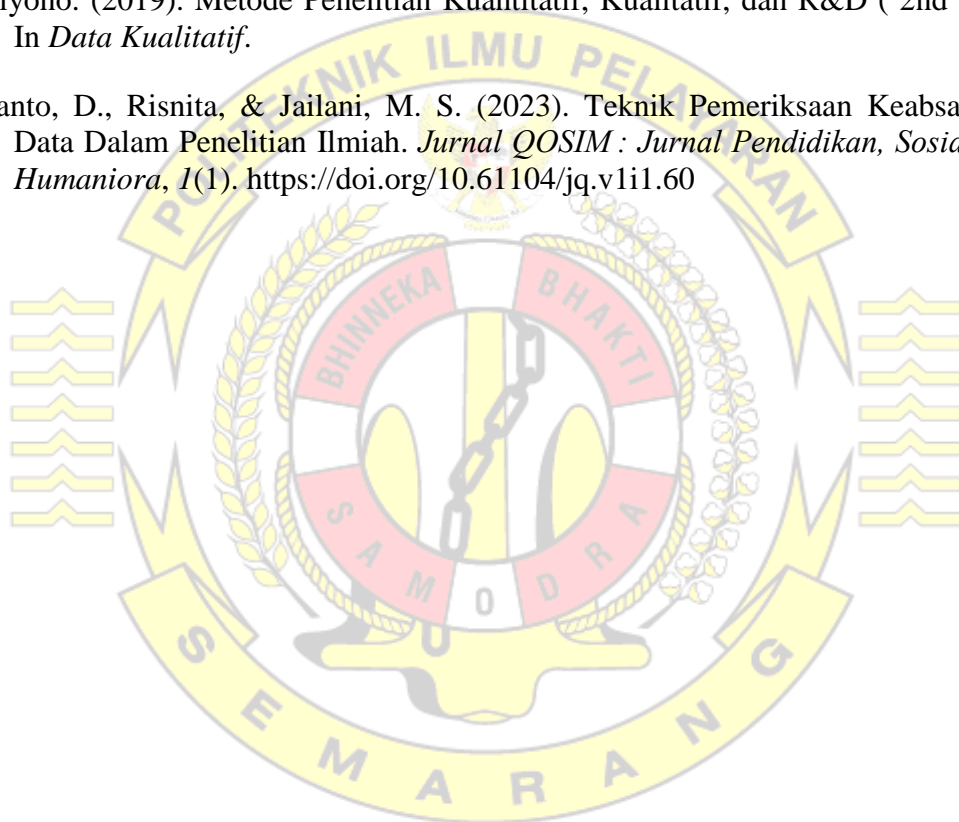 yono. (2019). Metode Penelitian Kuantitatif, Kualitatif, dan R&D ( 2nd
In Data Kualitatif.
anto, D., Risnita, & Jailani, M. S. (2023). Teknik Pemeriksaan Keabsa
Data Dalam Penelitian Ilmiah. Jurnal QOSIM : Jurnal Pendidikan, Sosia
Humaniora, 1(1). https://doi.org/10.61104/jq.v1i1.60
POLITEKNIK ILMU PELAYARAN
BHINNEKA BHAKTI
SAMODRA
SEMARANG